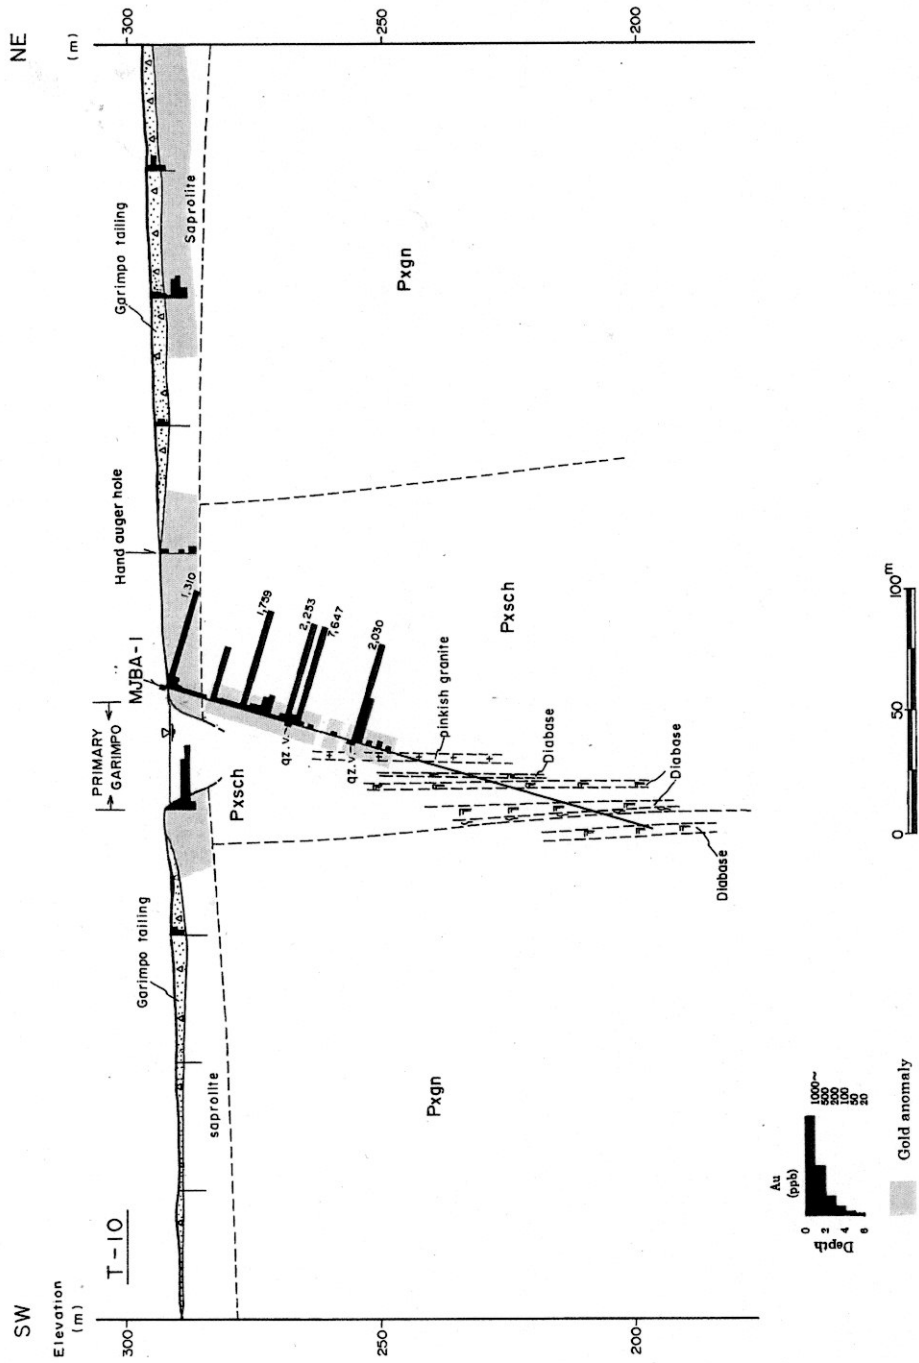 SW
NE
Elevation
(m)
(m)
300
300
250
250
200
200
T-10
Garimpo tailing
PRIMARY
GARIMPO
MJBA-1
Hand auger hole
Garimpo tailing
saprolite
Saprolite
1,310
1,759
2,253
7,647
2,030
qz.v.
qz.v.
Pxsch
Pxsch
Pxgn
Pxgn
pinkish granite
Diabase
Diabase
Diabase
Au
(ppb)
1000~
500
200
100
50
20
0
2
4
6
Depth
Gold anomaly
0
50
100m